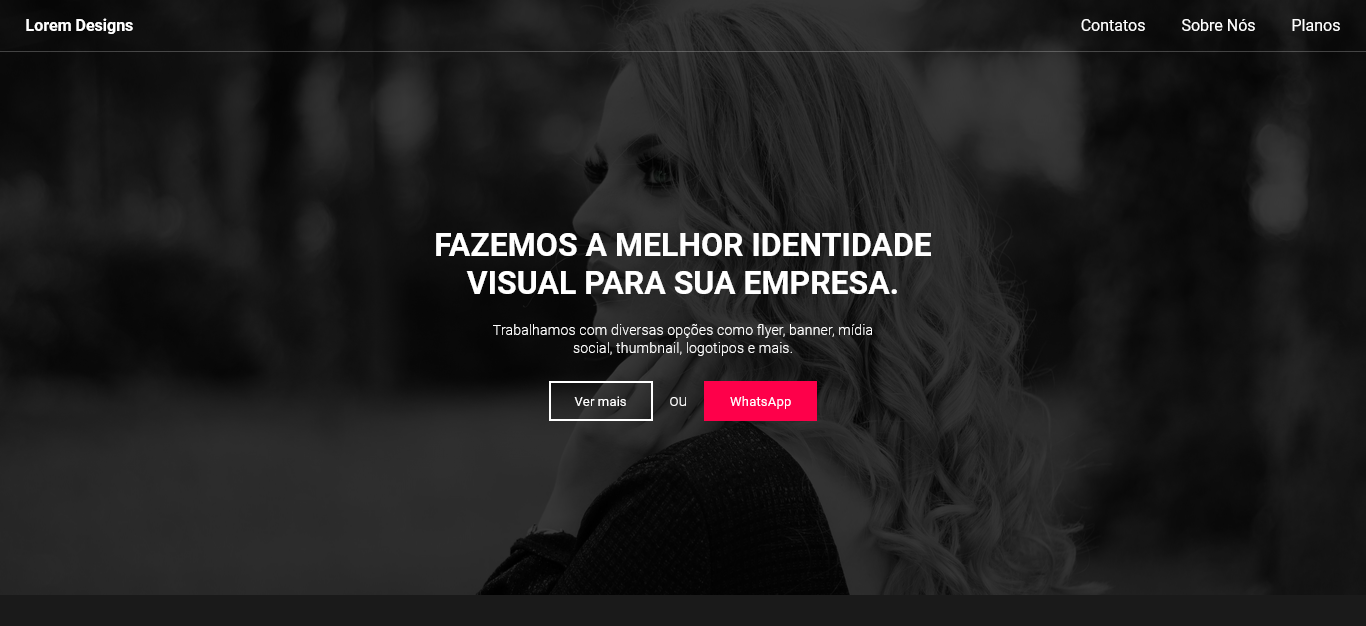 Lorem Designs
Contatos
Sobre Nós
Planos
FAZEMOS A MELHOR IDENTIDADE
VISUAL PARA SUA EMPRESA.
Trabalhamos com diversas opções como flyer, banner, mídia
social, thumbnail, logotipos e mais.
Ver mais
OU
WhatsApp